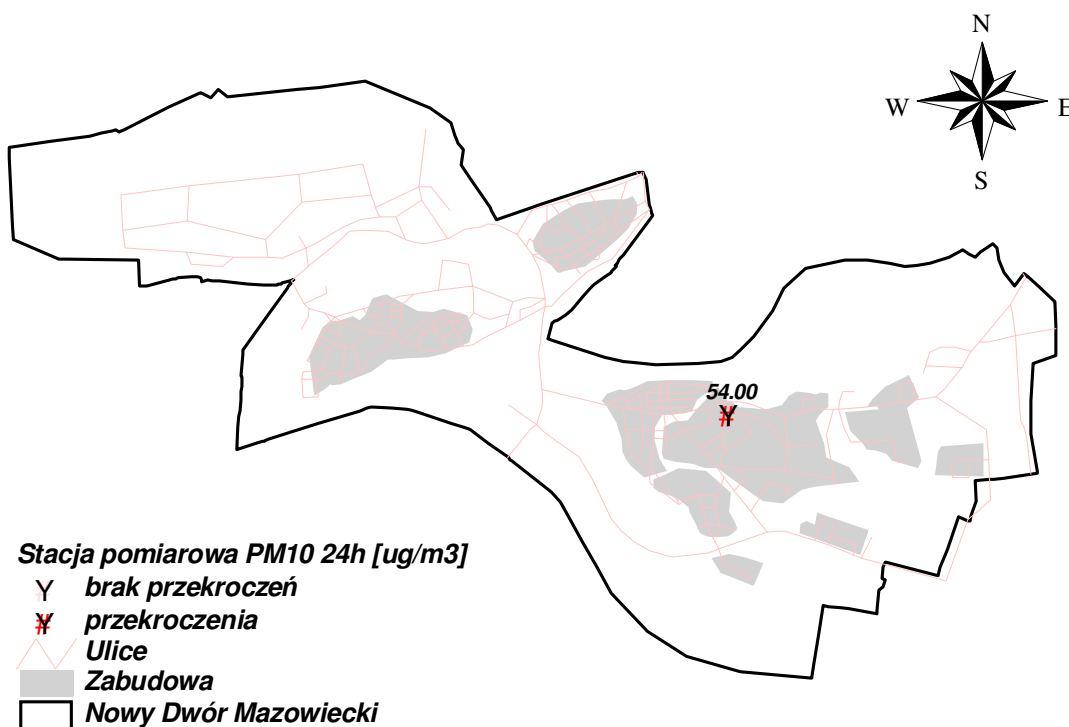 N
W E
S
54.00
Stacja pomiarowa PM10 24h [ug/m3]
brak przekroczeń
przekroczenia
Ulice
Zabudowa
Nowy Dwór Mazowiecki